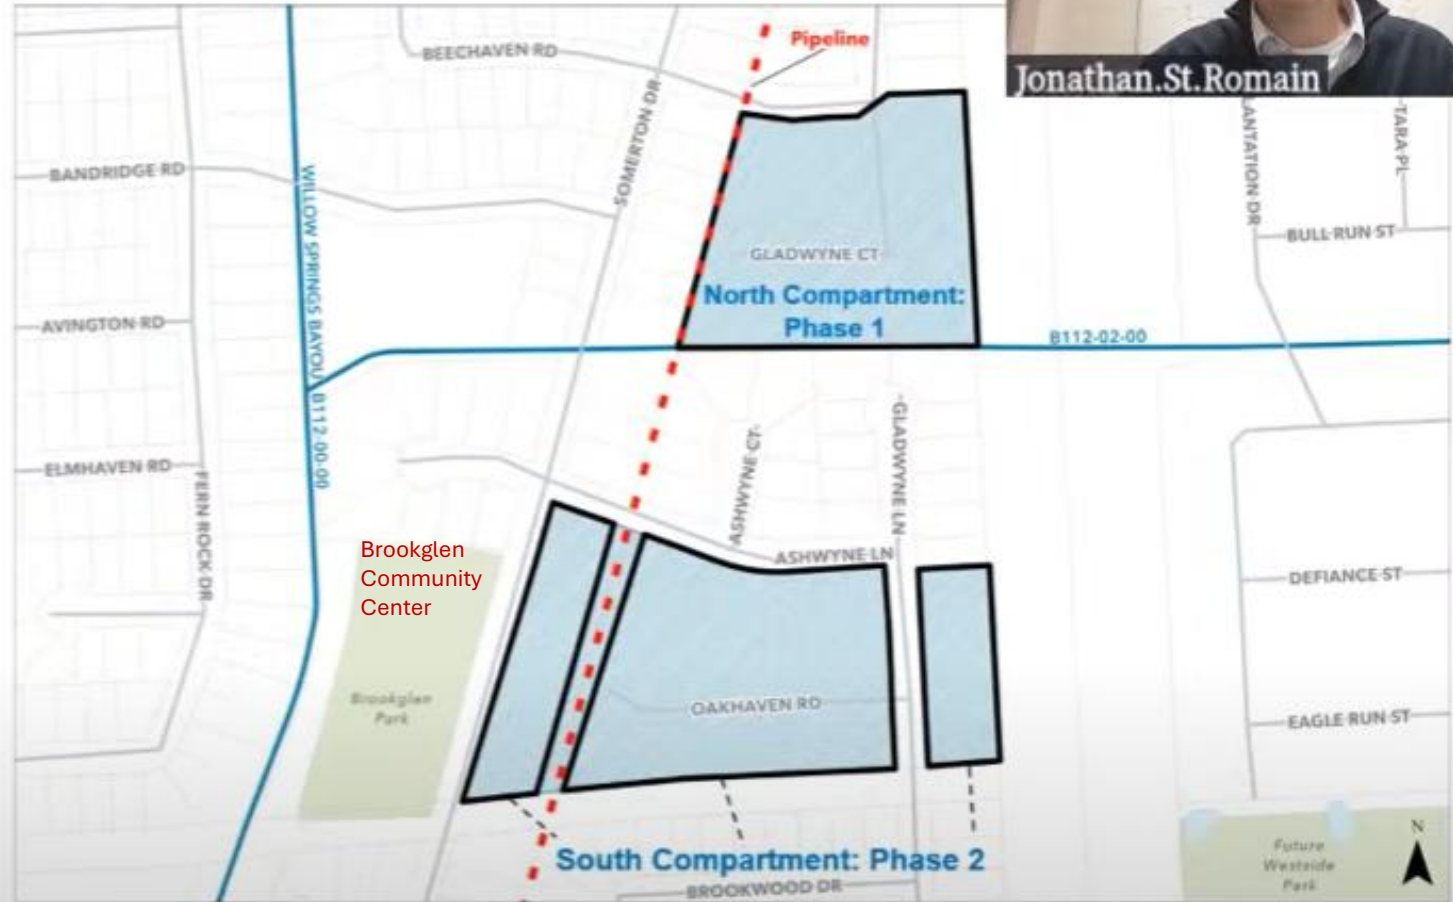 Pipeline
BEECHAVEN RD
Jonathan.St.Romain
SOMERTON DR
ANTATION DR
TARA PL
BANDRIDGE RD
WILLOW SPRINGS BAYOU/ B112-00-00
BULL RUN ST
GLADWYNE CT
North Compartment:
Phase 1
AVINGTON RD
B112-02-00
ELMHAVEN RD
FERN ROCK DR
ASHWYNE CT
GLADWYNE LN
Brookglen
Community
Center
ASHWYNE LN
DEFIANCE ST
Brookglen
Park
OAKHAVEN RD
EAGLE RUN ST
South Compartment: Phase 2
BROOKWOOD DR
Future
Westside
Park
N